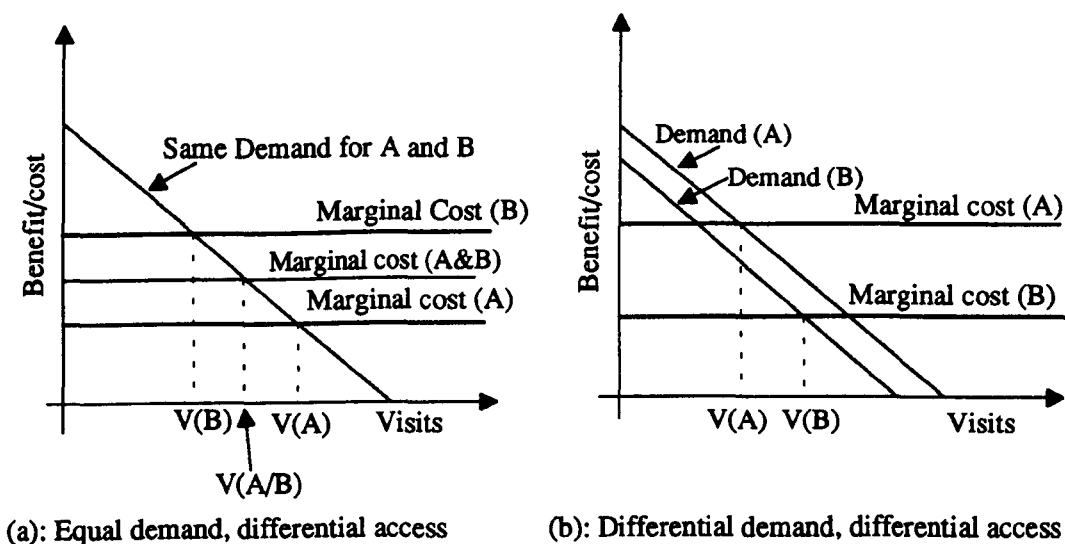 Benefit/cost
Same Demand for A and B
Marginal Cost (B)
Marginal cost (A&B)
Marginal cost (A)
V(B)
V(A)
Visits
V(A/B)
(a): Equal demand, differential access
Benefit/cost
Demand (A)
Demand (B)
Marginal cost (A)
Marginal cost (B)
V(A)
V(B)
Visits
(b): Differential demand, differential access